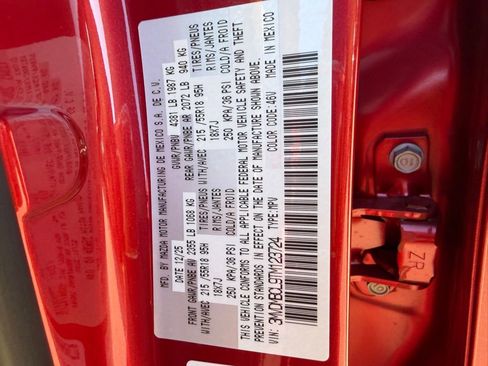 MFD BY MAZDA MOTOR MANUFACTURING DE MEXICO S.A. DE C.V.
DATE 12/25 GVWR/PNBV 4381 LB 1987 KG
FRONT GAWR/PNBE AV 2355 LB 1068 KG REAR GAWR/PNBE AR 2072 LB 940 KG
WITH/AVEC 215 /55R18 95H TIRES/PNEUS WITH/AVEC 215 /55R18 95H TIRES/PNEUS
18X7J RIMS/JANTES 18X7J RIMS/JANTES
250 KPA/36 PSI COLD/A FROID 250 KPA/36 PSI COLD/A FROID
THIS VEHICLE CONFORMS TO ALL APPLICABLE FEDERAL MOTOR VEHICLE SAFETY AND THEFT
PREVENTION STANDARDS IN EFFECT ON THE DATE OF MANUFACTURE SHOWN ABOVE.
COLOR CODE:46V MADE IN MEXICO
VIN: TYPE:MPV
ZR